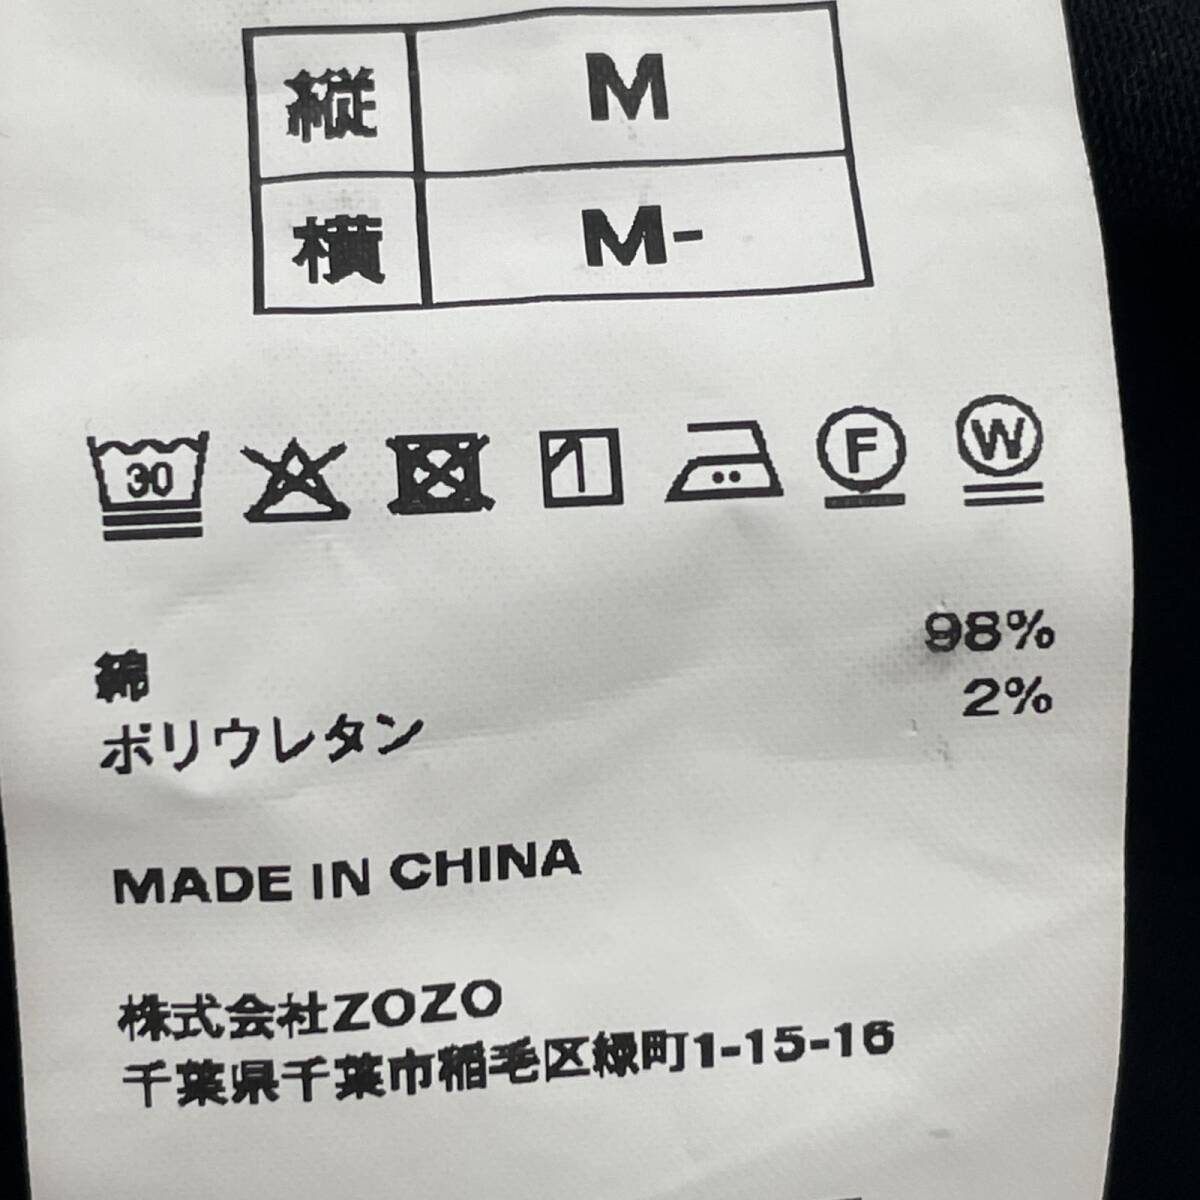 縦 M
横 M-
30 F W
綿 98%
ポリウレタン 2%
MADE IN CHINA
株式会社ZOZO
千葉県千葉市稲毛区緑町1-15-16